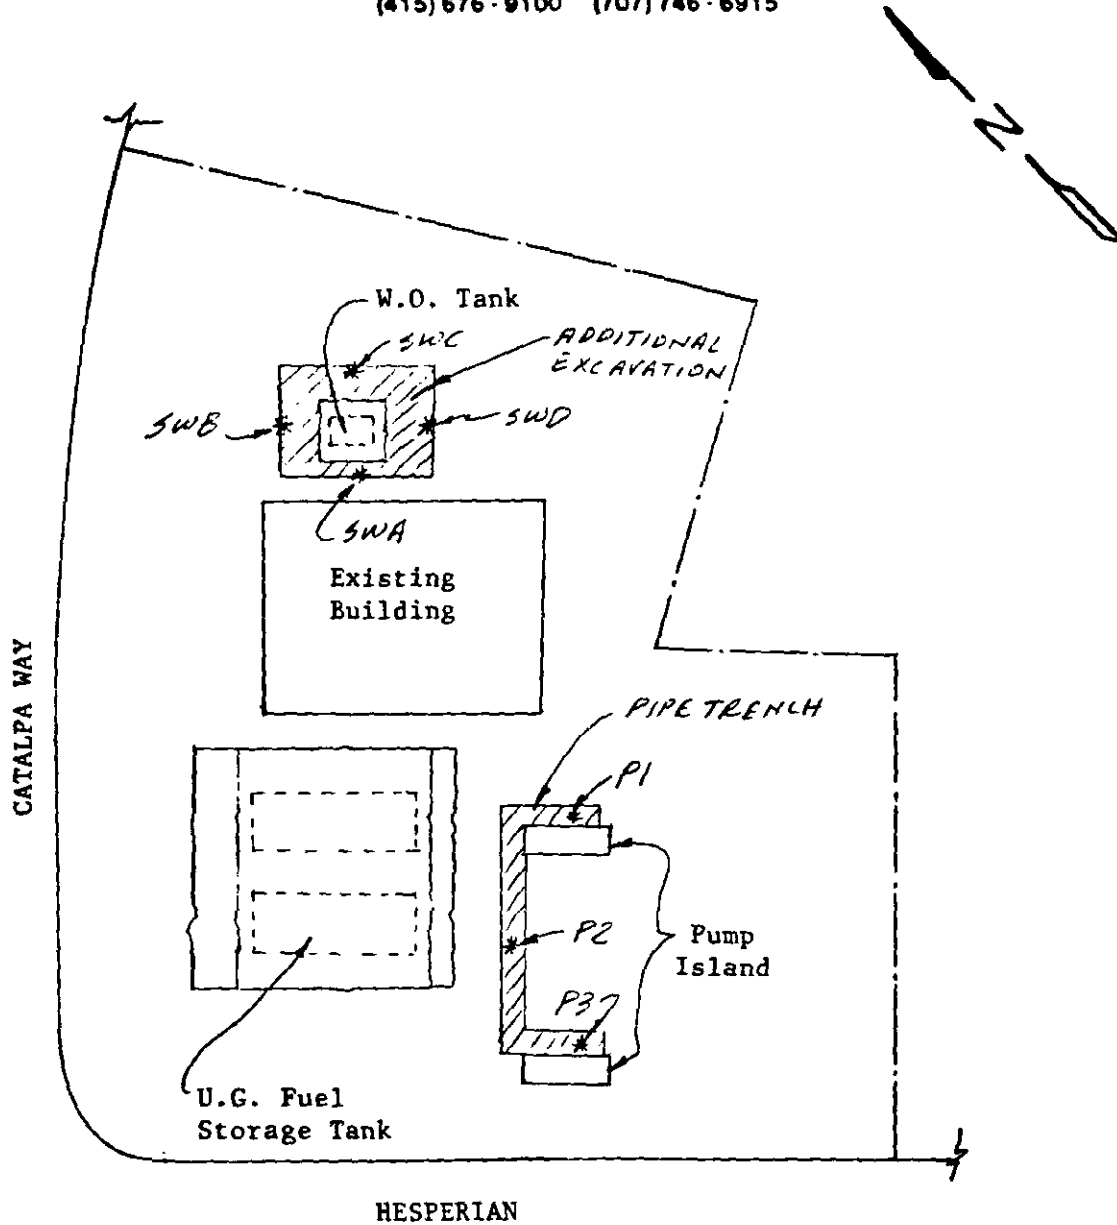 (415) 676-9100 (707) 746-6915
N
W.O. Tank
SWC
ADDITIONAL
EXCAVATION
SWB
SWD
SWA
Existing
Building
CATALPA WAY
PIPE TRENCH
P1
P2
Pump
Island
P3
U.G. Fuel
Storage Tank
HESPERIAN